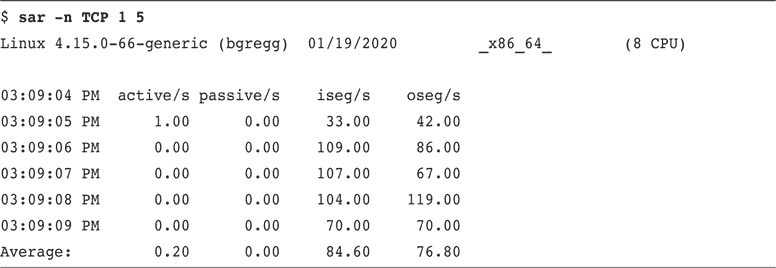 $ sar -n TCP 1 5
Linux 4.15.0-66-generic (bgregg)  01/19/2020        _x86_64_        (8 CPU)
03:09:04 PM  active/s passive/s    iseg/s    oseg/s
03:09:05 PM      1.00      0.00     33.00     42.00
03:09:06 PM      0.00      0.00    109.00     86.00
03:09:07 PM      0.00      0.00    107.00     67.00
03:09:08 PM      0.00      0.00    104.00    119.00
03:09:09 PM      0.00      0.00     70.00     70.00
Average:         0.20      0.00     84.60     76.80